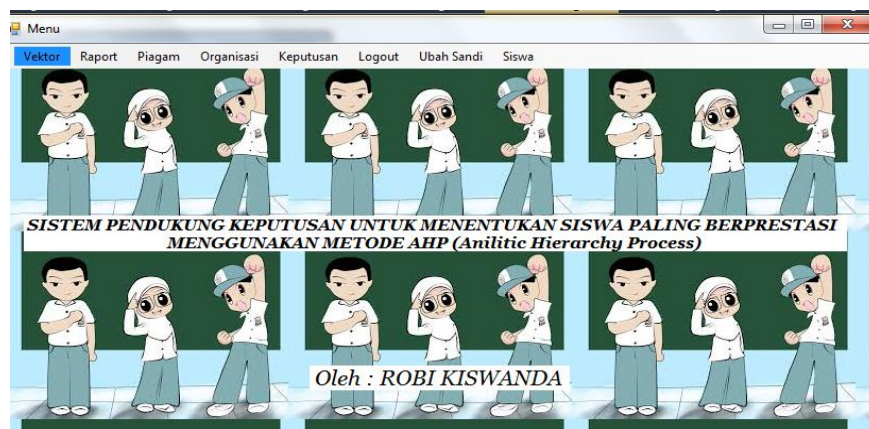 Menu
Vektor Raport Piagam Organisasi Keputusan Logout Ubah Sandi Siswa
SISTEM PENDUKUNG KEPUTUSAN UNTUK MENENTUKAN SISWA PALING BERPRESTASI
MENGGUNAKAN METODE AHP (Anilitic Hierarchy Process)
Oleh : ROBI KISWANDA